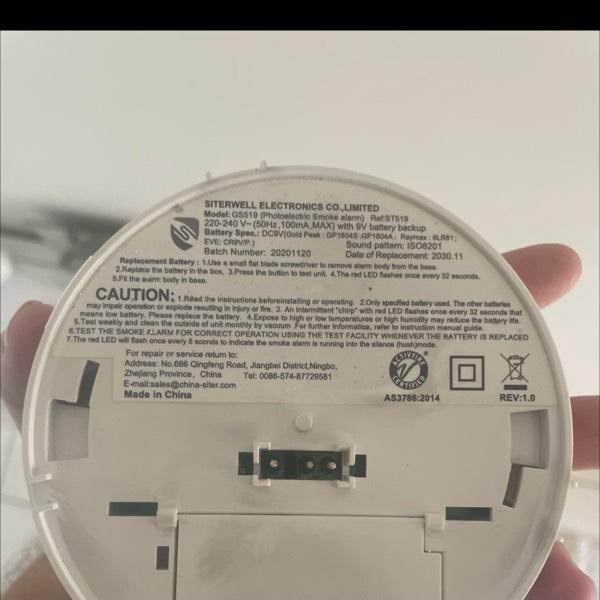 SITERWELL ELECTRONICS CO.,LIMITED
Model: GS519 (Photoelectric Smoke alarm) Ref:ST519
220-240 V~(50Hz,100mA,MAX) with 9V battery backup
Battery Spec.: DC9V(Gold Peak : GP1604S ,GP1604A ; Raymax : 6LR61;
EVE: CR9V/P.) Sound pattern: ISO8201
Batch Number: 20201120 Date of Replacement: 2030.11
Replacement Battery : 1.Use a small flat blade screwdriver to remove alarm body from the base.
2.Replace the battery in the box, 3.Press the button to test unit. 4.The red LED flashes once every 32 seconds.
5.Fit the alarm body in base.
CAUTION: 1.Read the instructions beforeinstalling or operating. 2.Only specified battery used. The other batteries
may impair operation or explode resulting in injury or fire. 3. An intermittent "chirp" with red LED flashes once every 32 seconds that
means low battery. Please replace the battery. 4.Expose to high or low temperatures or high humidity may reduce the battery life.
5.Test weekly and clean the outside of unit monthly by vacuum .For further informatica, refer to instruction manual guide.
6.TEST THE SMOKE ALARM FOR CORRECT OPERATION USING THE TEST FACILITY WHENEVER THE BATTERY IS REPLACED
7.The red LED will flash once every 8 seconds to indicate the smoke alarm is running into the silence (hush)mode.
For repair or service return to:
Address: No.666 Qingfeng Road, Jiangbei District,Ningbo,
Zhejiang Province, China Tel: 0086-574-87729581
E-mail:sales@china-siter.com
Made in China
ACTIVFIRE
CERTIFIED
AS3786:2014 REV:1.0